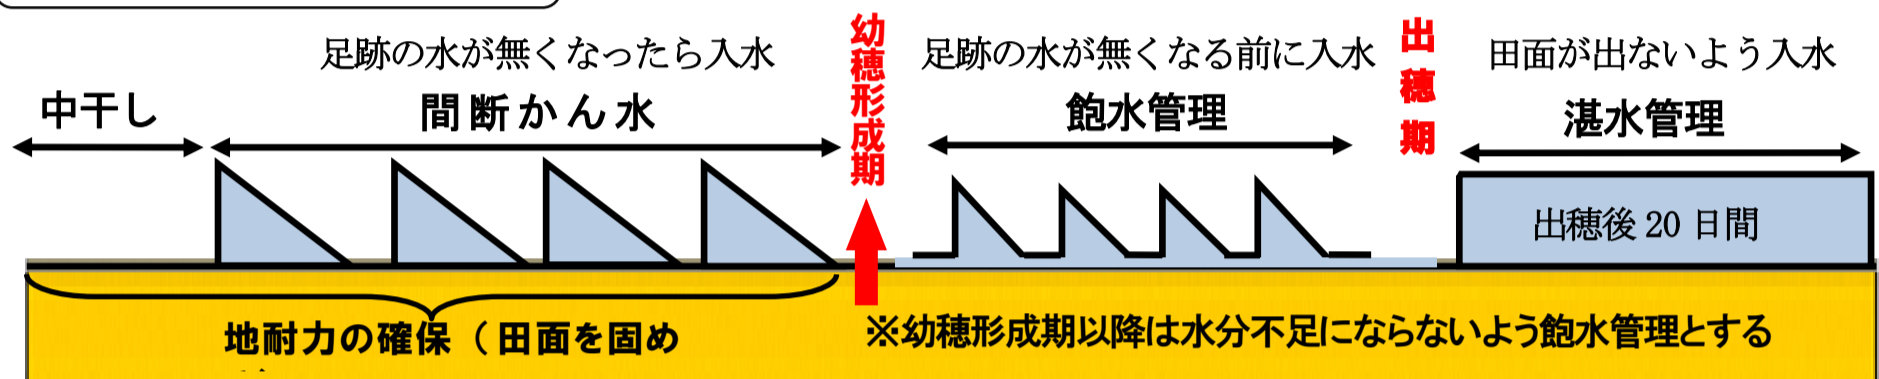 足跡の水が無くなったら入水
幼穂形成期
足跡の水が無くなる前に入水
出穂期
田面が出ないよう入水
中干し
間断かん水
飽水管理
湛水管理
出穂後 20 日間
地耐力の確保（田面を固め
※幼穂形成期以降は水分不足にならないよう飽水管理とする